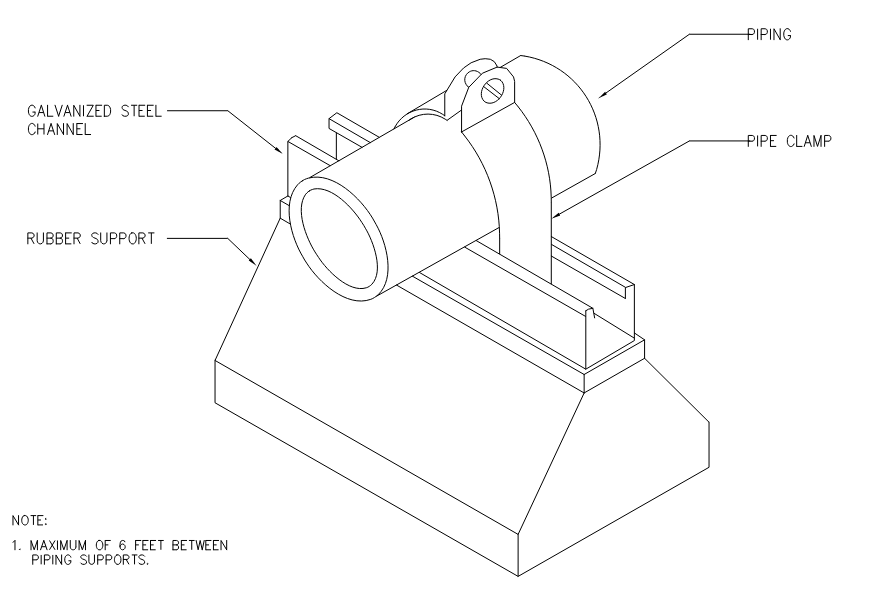 PIPING
GALVANIZED STEEL
CHANNEL
PIPE CLAMP
RUBBER SUPPORT
NOTE:
1. MAXIMUM OF 6 FEET BETWEEN
PIPING SUPPORTS.